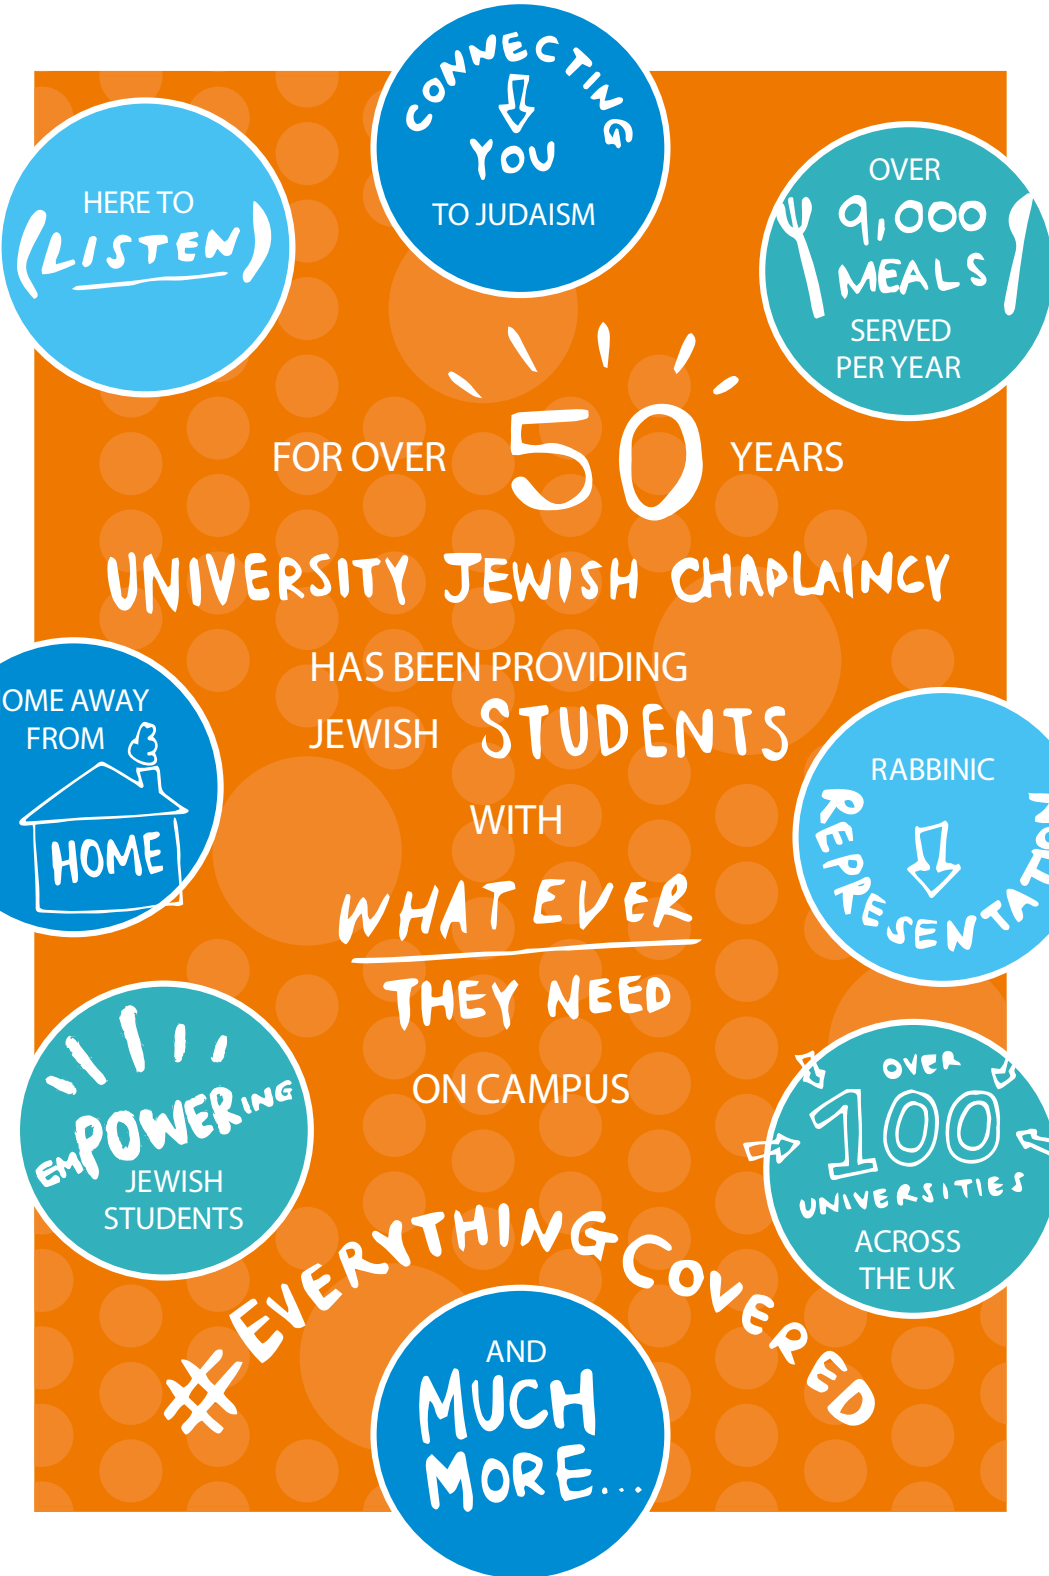 CONNECTING
YOU
TO JUDAISM
HERE TO
(LISTEN)
OVER
9,000
MEALS
SERVED
PER YEAR
FOR OVER 50 YEARS
UNIVERSITY JEWISH CHAPLAINCY
HAS BEEN PROVIDING
JEWISH STUDENTS
WITH
WHATEVER
THEY NEED
ON CAMPUS
OME AWAY
FROM
HOME
RABBINIC
REPRESENTATION
EMPOWERING
JEWISH
STUDENTS
OVER
100
UNIVERSITIES
ACROSS
THE UK
#EVERYTHINGCOVERED
AND
MUCH
MORE...